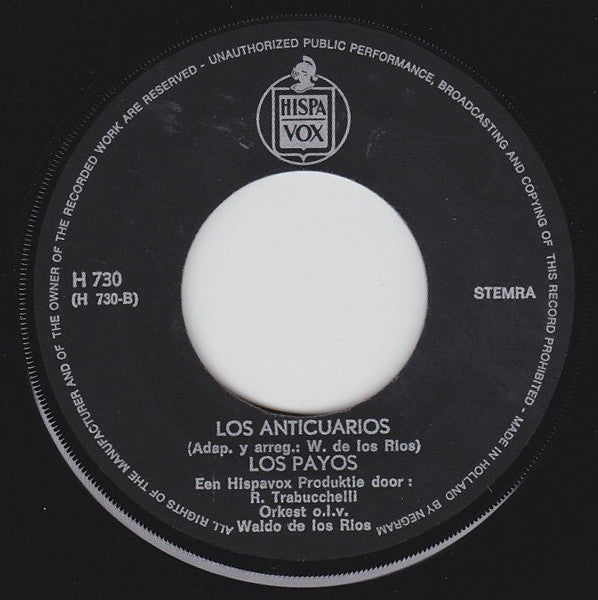 ALL RIGHTS OF THE MANUFACTURER AND OF THE OWNER OF THE RECORDED WORK ARE RESERVED - UNAUTHORIZED PUBLIC PERFORMANCE, BROADCASTING AND COPYING OF THIS RECORD PROHIBITED - MADE IN HOLLAND BY NEGRAM
HISPA
VOX
H 730
(H 730-B)
STEMRA
LOS ANTICUARIOS
(Adap. y arreg.: W. de los Rios)
LOS PAYOS
Een Hispavox Produktie door :
R. Trabucchelli
Orkest o.l.v.
Waldo de los Rios